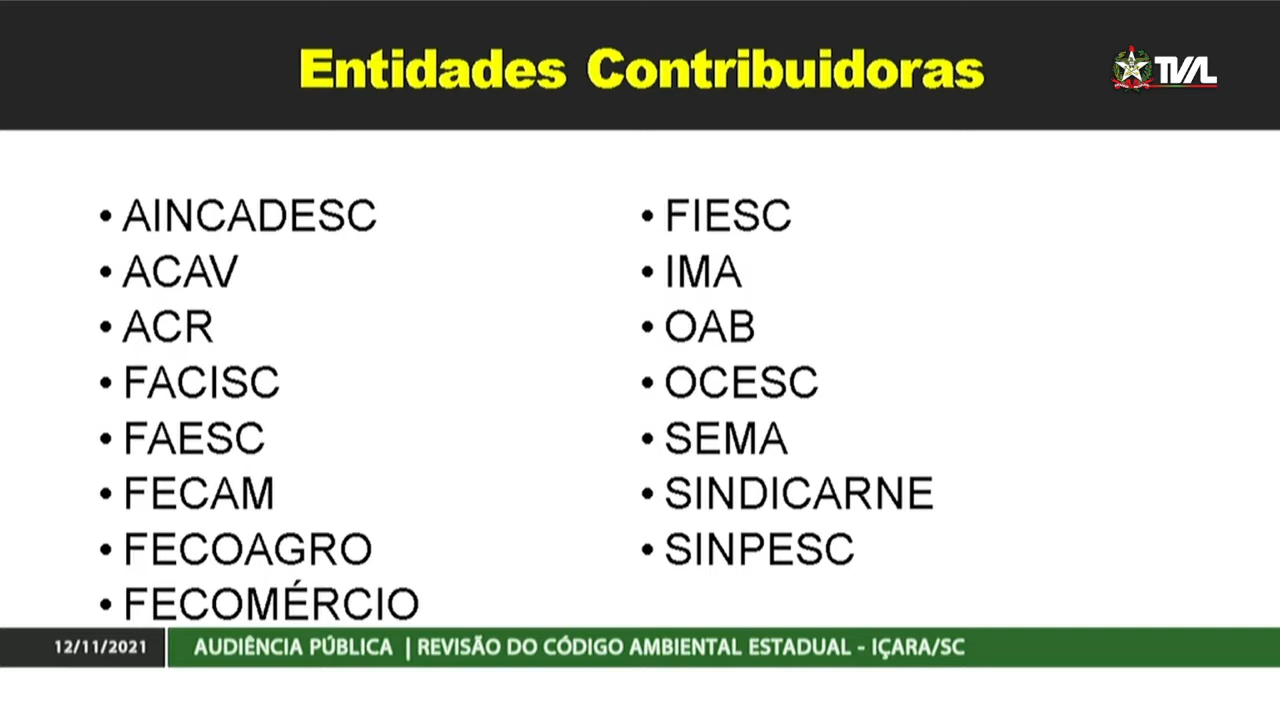 Entidades Contribuidoras
TVAL
• AINCADESC
• ACAV
• ACR
• FACISC
• FAESC
• FECAM
• FECOAGRO
• FECOMÉRCIO
• FIESC
• IMA
• OAB
• OCESC
• SEMA
• SINDICARNE
• SINPESC
12/11/2021
AUDIÊNCIA PÚBLICA | REVISÃO DO CÓDIGO AMBIENTAL ESTADUAL - IÇARA/SC